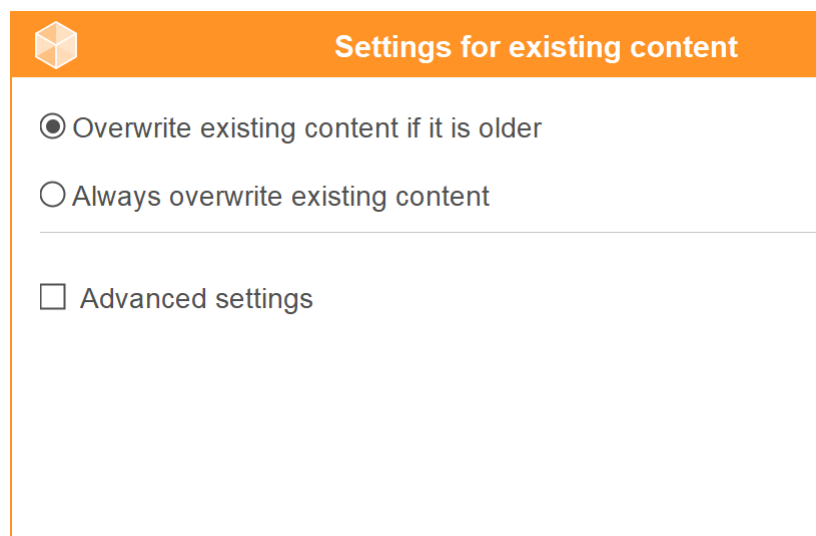 Settings for existing content
Overwrite existing content if it is older
Always overwrite existing content
Advanced settings